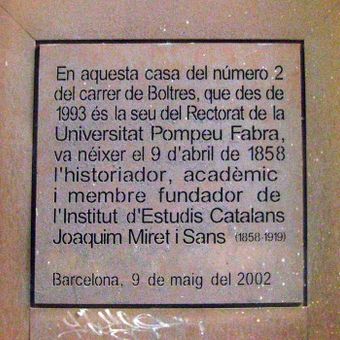 En aquesta casa del número 2
del carrer de Boltres, que des de
1993 és la seu del Rectorat de la
Universitat Pompeu Fabra,
va néixer el 9 d'abril de 1858
l'historiador, acadèmic
i membre fundador de
l'Institut d'Estudis Catalans
Joaquim Miret i Sans (1858-1919)
Barcelona, 9 de maig del 2002